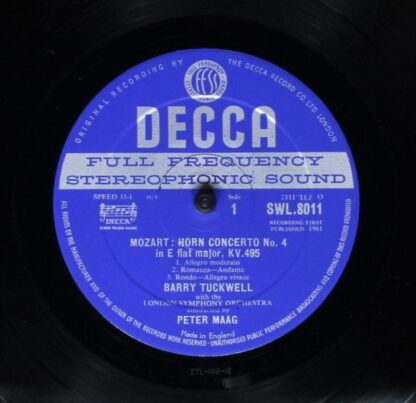 ORIGINAL RECORDING BY
THE DECCA RECORD CO. LTD. LONDON
FFSS
DECCA
FULL FREQUENCY
STEREOPHONIC SOUND
SPEED 33⅓
Side
1
SWL.8011
DECCA
RECORDING FIRST
PUBLISHED 1961
MOZART: HORN CONCERTO No. 4
in E flat major, KV.495
1. Allegro moderato
2. Romanza—Andante
3. Rondo—Allegro vivace
BARRY TUCKWELL
with the
LONDON SYMPHONY ORCHESTRA
conducted by
PETER MAAG
Made in England
ALL RIGHTS OF THE MANUFACTURER AND OF THE OWNER OF THE RECORDED WORK RESERVED—UNAUTHORISED PUBLIC PERFORMANCE, BROADCASTING AND COPYING OF THIS RECORD PROHIBITED